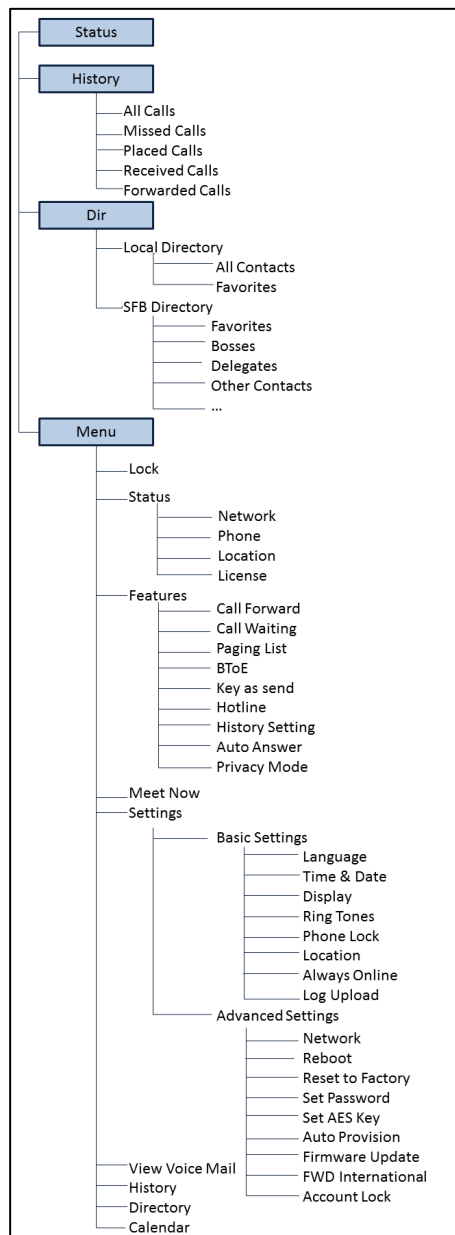 Status
History
All Calls
Missed Calls
Placed Calls
Received Calls
Forwarded Calls
Dir
Local Directory
All Contacts
Favorites
SFB Directory
Favorites
Bosses
Delegates
Other Contacts
...
Menu
Lock
Status
Network
Phone
Location
License
Features
Call Forward
Call Waiting
Paging List
BToE
Key as send
Hotline
History Setting
Auto Answer
Privacy Mode
Meet Now
Settings
Basic Settings
Language
Time & Date
Display
Ring Tones
Phone Lock
Location
Always Online
Log Upload
Advanced Settings
Network
Reboot
Reset to Factory
Set Password
Set AES Key
Auto Provision
Firmware Update
FWD International
Account Lock
View Voice Mail
History
Directory
Calendar